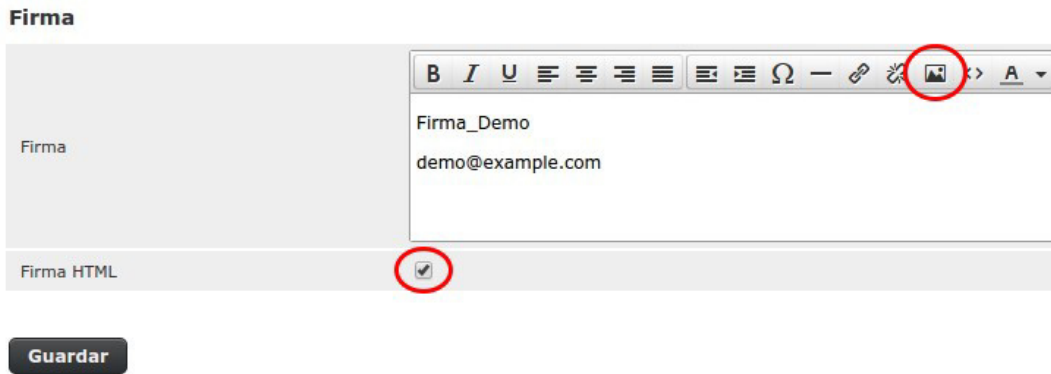 Firma
B I U Ω A
Firma
Firma_Demo
demo@example.com
Firma HTML
Guardar